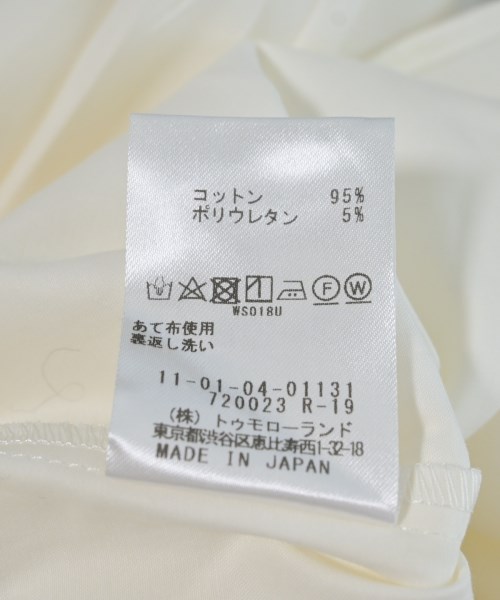 コットン 95%
ポリウレタン 5%
F W
WS018U
あて布使用
裏返し洗い
11-01-04-01131
720023 R-19
(株) トゥモローランド
東京都渋谷区恵比寿西1-32-18
MADE IN JAPAN